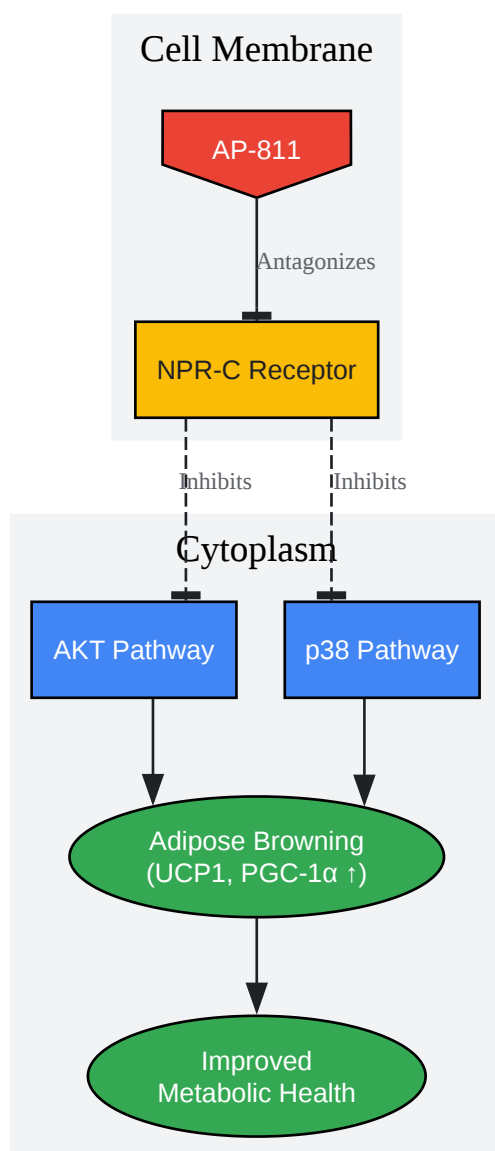 Cell Membrane
AP-811
Antagonizes
NPR-C Receptor
Inhibits
Inhibits
Cytoplasm
AKT Pathway
p38 Pathway
Adipose Browning
(UCP1, PGC-1α ↑)
Improved
Metabolic Health